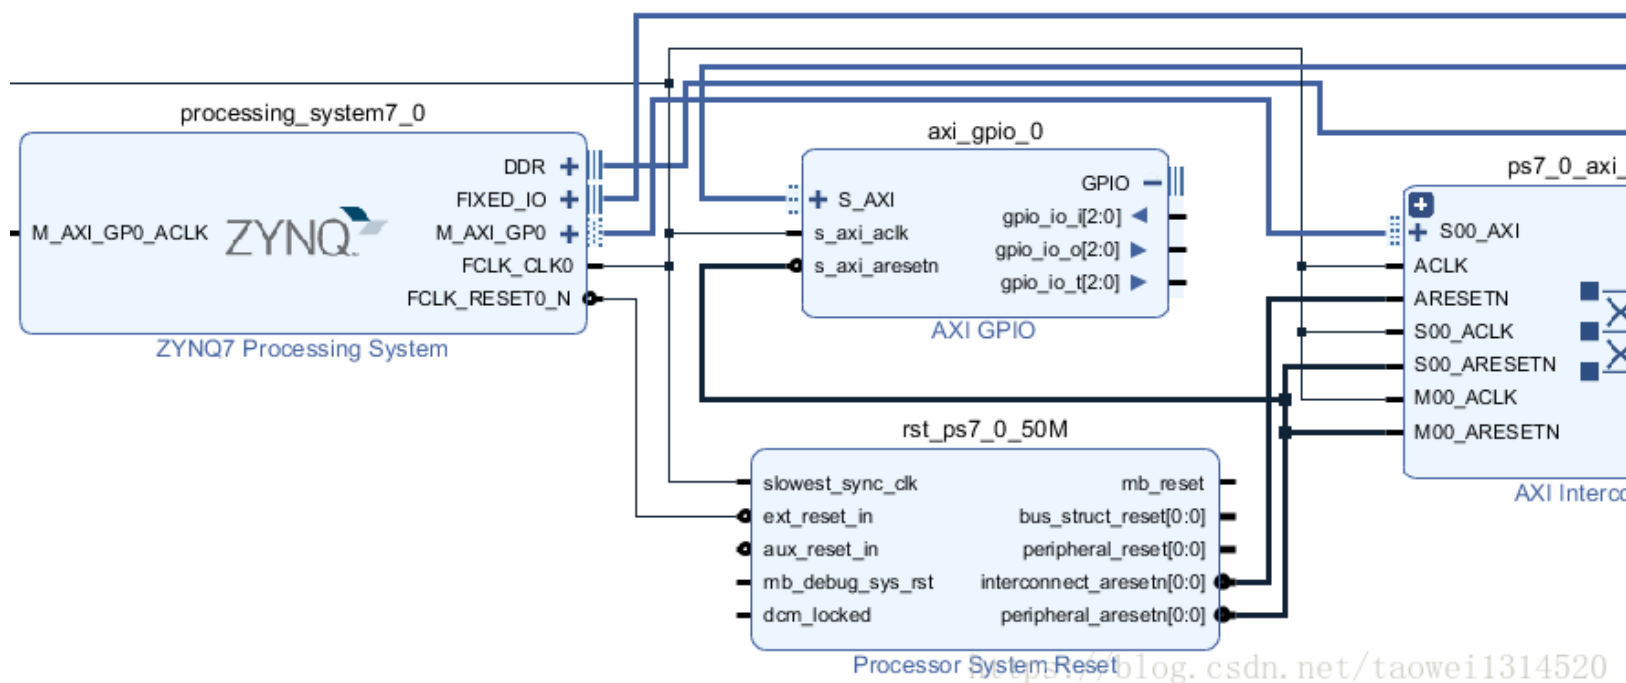 processing_system7_0
DDR
FIXED_IO
M_AXI_GP0_ACLK
ZYNQ
M_AXI_GP0
FCLK_CLK0
FCLK_RESET0_N
ZYNQ7 Processing System
axi_gpio_0
S_AXI
s_axi_aclk
s_axi_aresetn
GPIO
gpio_io_i[2:0]
gpio_io_o[2:0]
gpio_io_t[2:0]
AXI GPIO
ps7_0_axi_
S00_AXI
ACLK
ARESETN
S00_ACLK
S00_ARESETN
M00_ACLK
M00_ARESETN
AXI Interco
rst_ps7_0_50M
slowest_sync_clk
ext_reset_in
aux_reset_in
mb_debug_sys_rst
dcm_locked
mb_reset
bus_struct_reset[0:0]
peripheral_reset[0:0]
interconnect_aresetn[0:0]
peripheral_aresetn[0:0]
Processor System Reset
https://blog.csdn.net/taowei1314520